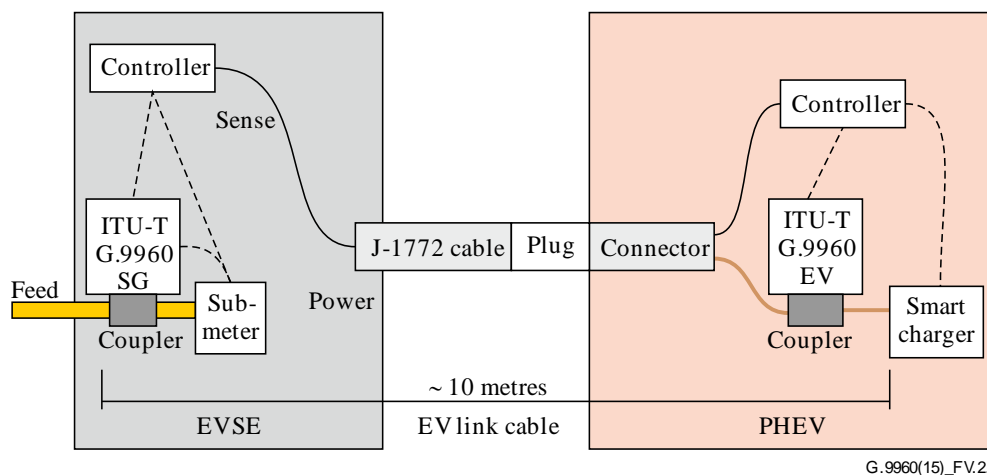 Controller
Sense
ITU-T
G.9960
SG
Feed
Sub-
meter
Coupler
Power
J-1772 cable
Plug
Connector
Controller
ITU-T
G.9960
EV
Coupler
Smart
charger
~ 10 metres
EVSE
EV link cable
PHEV
G.9960(15)_FV.2